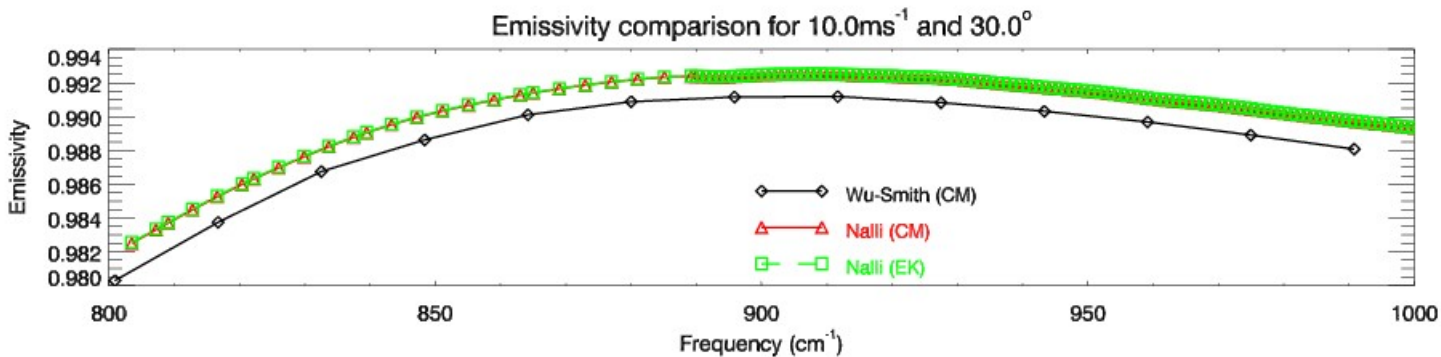 Emissivity comparison for 10.0ms⁻¹ and 30.0°
0.994
0.992
0.990
0.988
0.986
0.984
0.982
0.980
Emissivity
Wu-Smith (CM)
Nalli (CM)
Nalli (EK)
800 850 900 950 1000
Frequency (cm⁻¹)